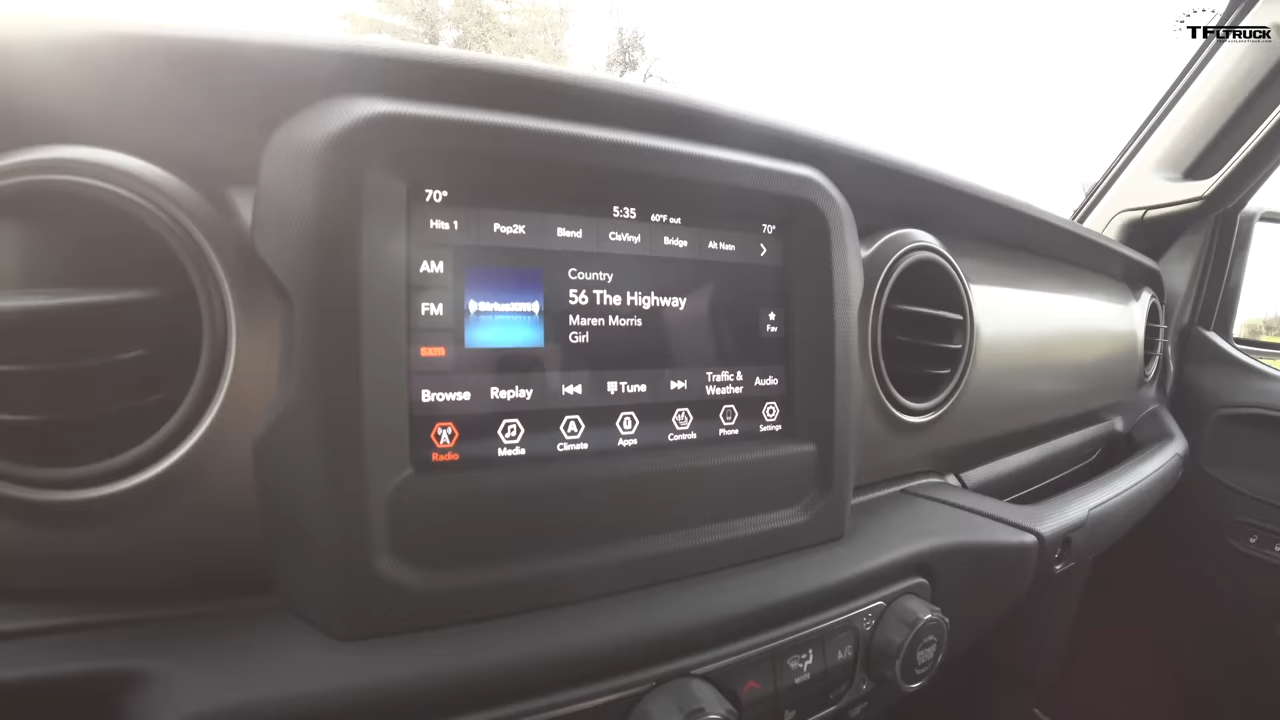 TFLTRUCK
70°
5:35
60°F out
70°
Hits 1
Pop2K
Blend
ClsVinyl
Bridge
Alt Natn
AM
FM
sxm
((SiriusXM))
Country
56 The Highway
Maren Morris
Girl
Fav
Browse
Replay
Tune
Traffic &
Weather
Audio
Radio
Media
Climate
Apps
Controls
Phone
Settings
MODE
A/C